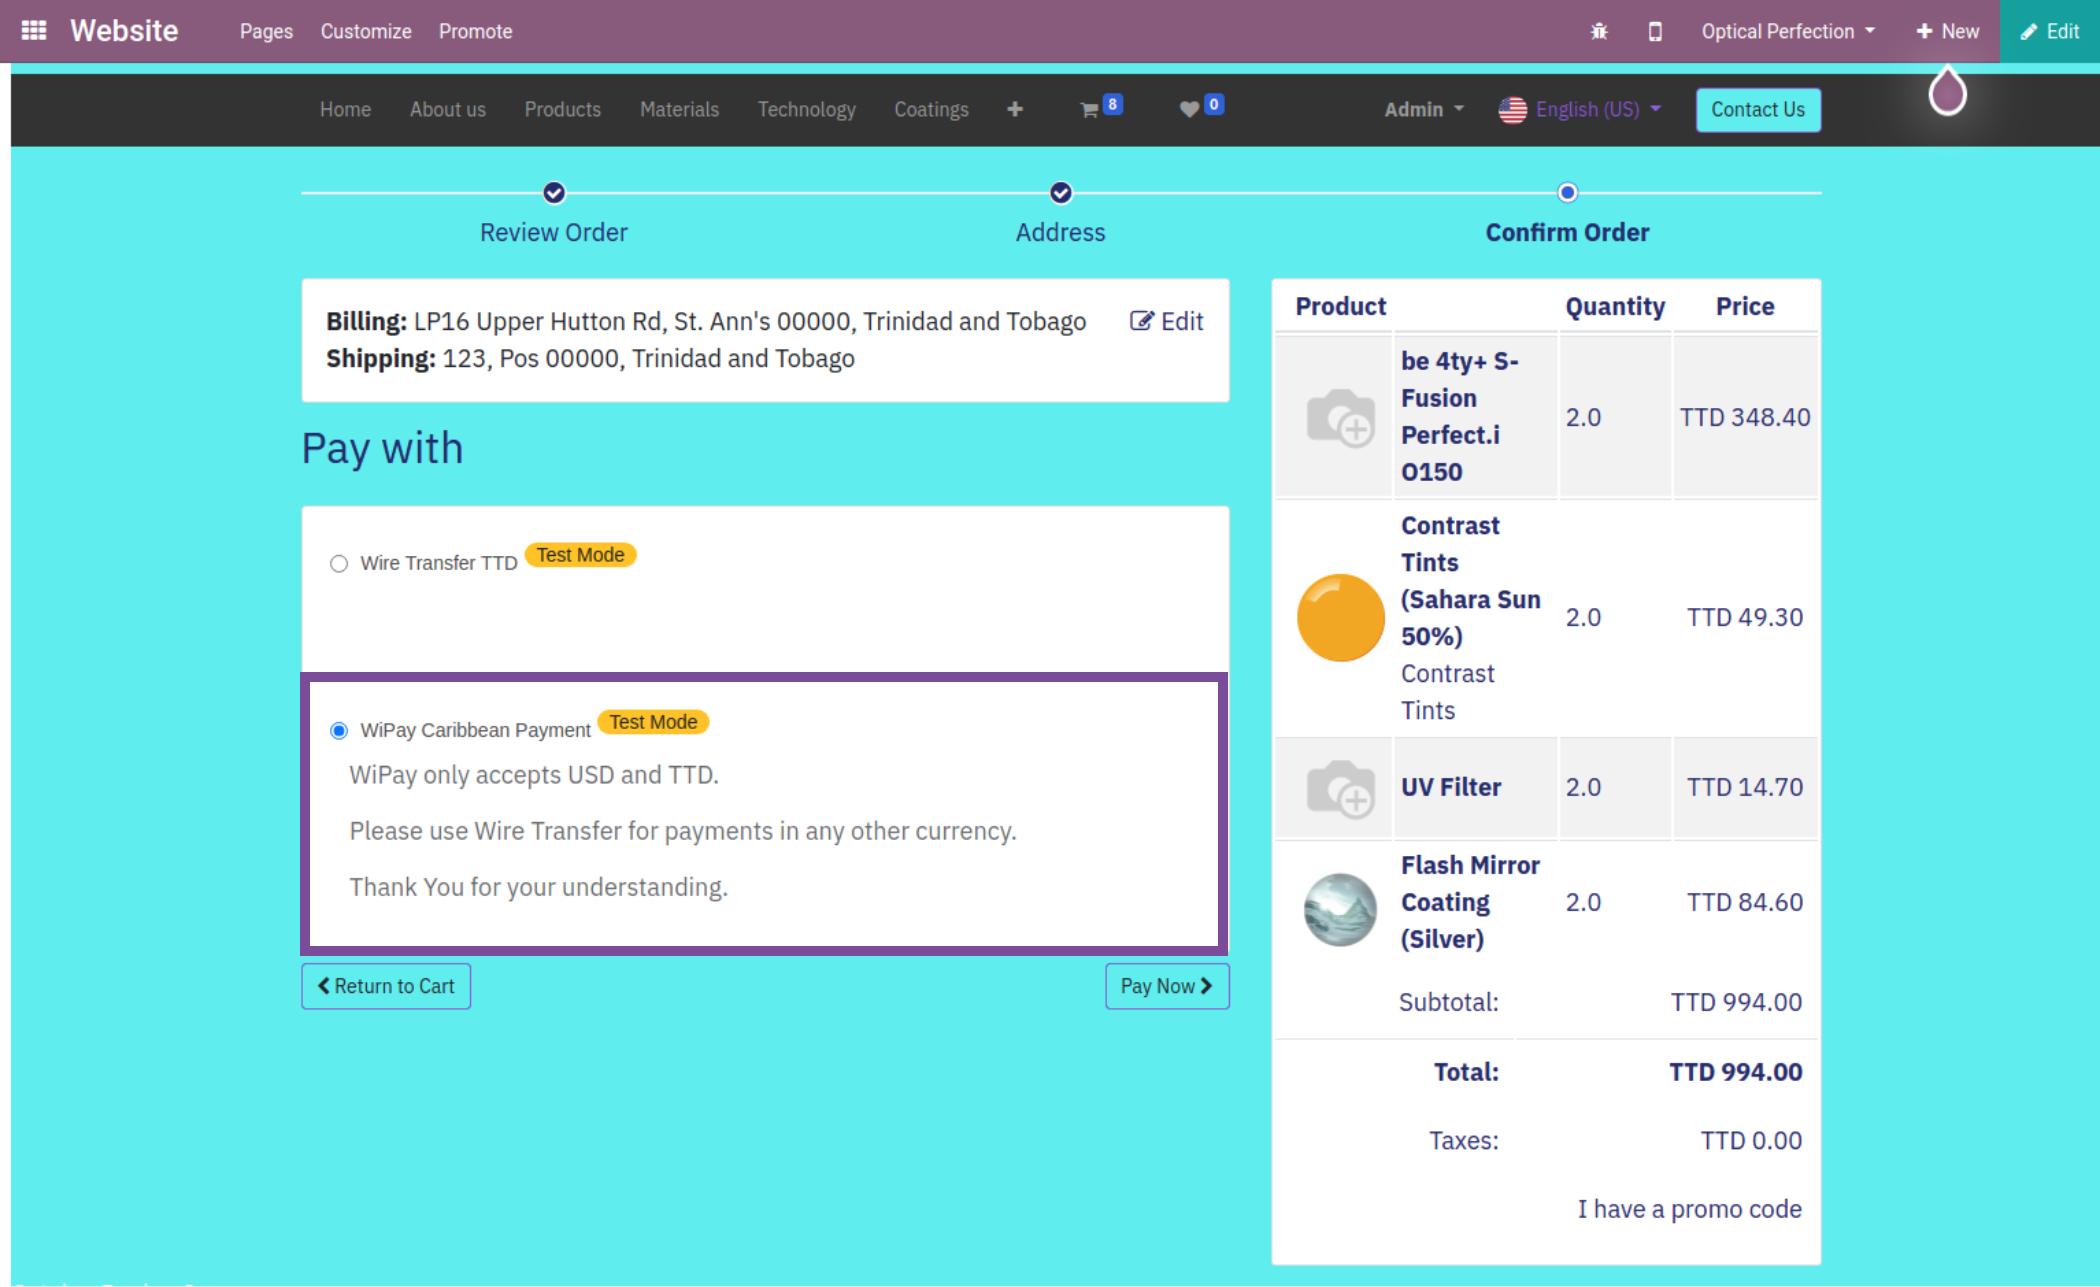 Website Pages Customize Promote Optical Perfection New Edit
Home About us Products Materials Technology Coatings 8 0 Admin English (US) Contact Us
Review Order Address Confirm Order
Billing: LP16 Upper Hutton Rd, St. Ann's 00000, Trinidad and Tobago Edit
Shipping: 123, Pos 00000, Trinidad and Tobago
Pay with
Wire Transfer TTD Test Mode
WiPay Caribbean Payment Test Mode
WiPay only accepts USD and TTD.
Please use Wire Transfer for payments in any other currency.
Thank You for your understanding.
Return to Cart Pay Now
Product Quantity Price
be 4ty+ S-
Fusion
Perfect.i
O150
2.0 TTD 348.40
Contrast
Tints
(Sahara Sun
50%)
Contrast
Tints
2.0 TTD 49.30
UV Filter 2.0 TTD 14.70
Flash Mirror
Coating
(Silver)
2.0 TTD 84.60
Subtotal: TTD 994.00
Total: TTD 994.00
Taxes: TTD 0.00
I have a promo code